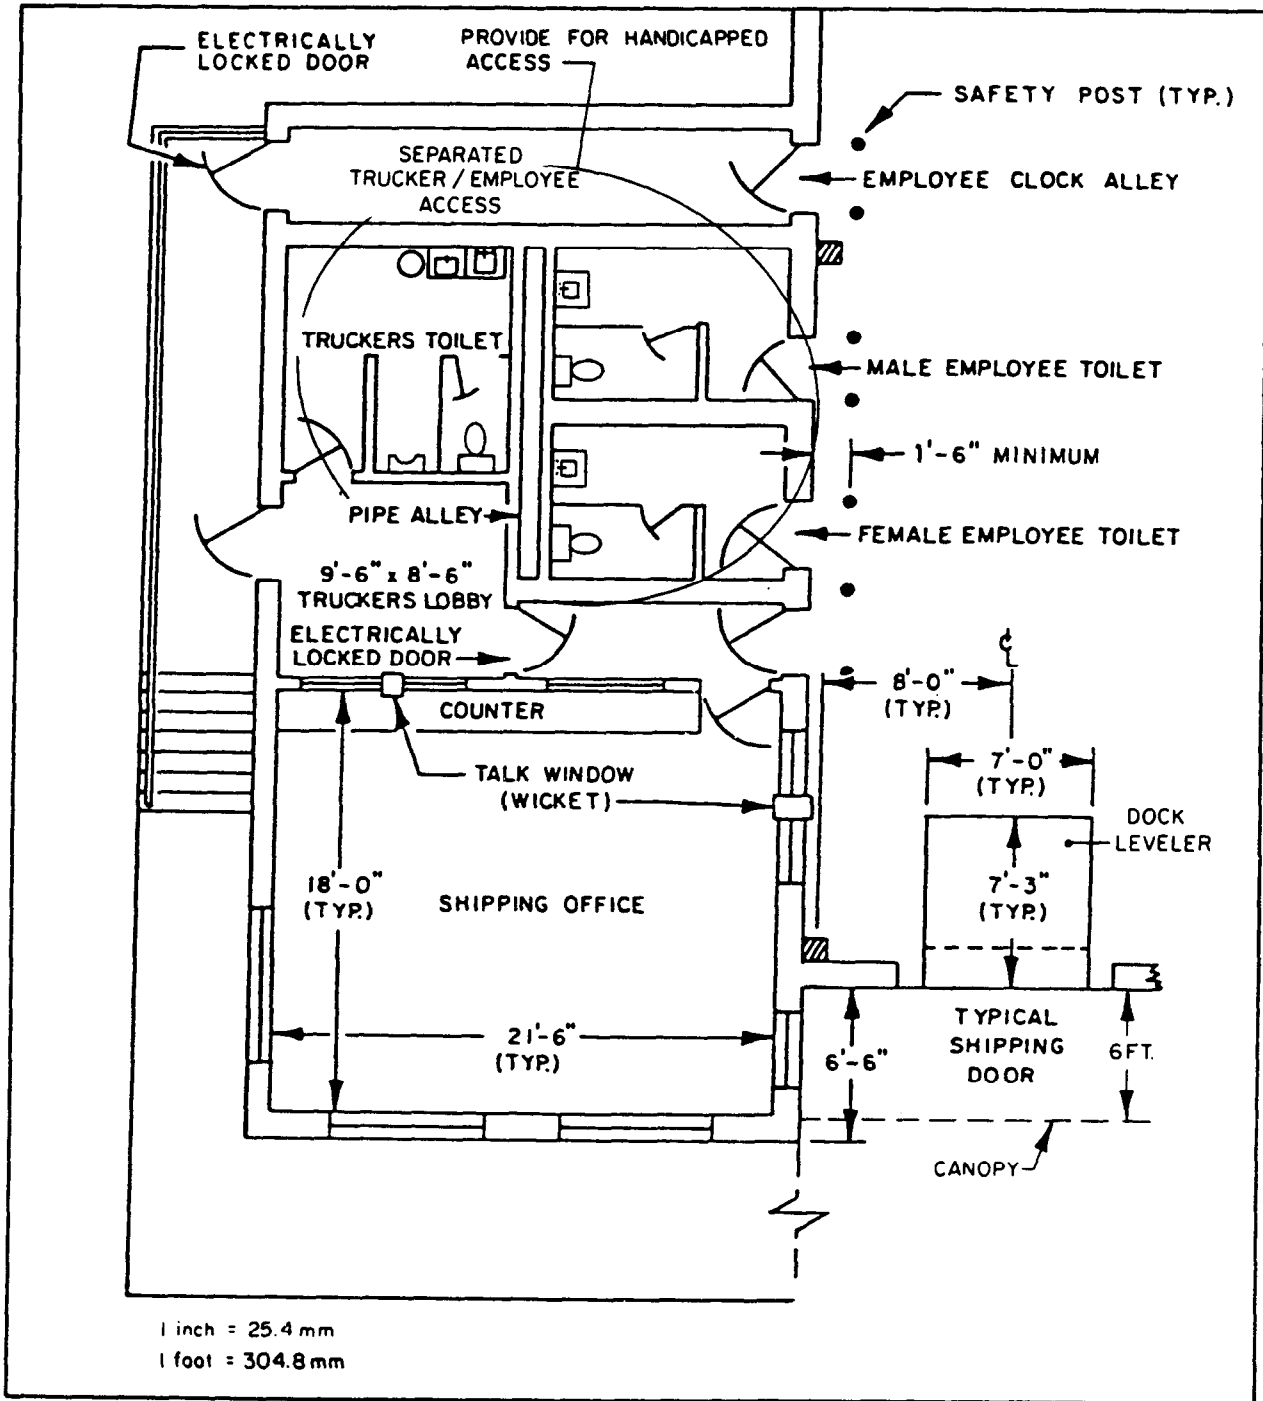 ELECTRICALLY
LOCKED DOOR
PROVIDE FOR HANDICAPPED
ACCESS
SAFETY POST (TYP.)
SEPARATED
TRUCKER / EMPLOYEE
ACCESS
EMPLOYEE CLOCK ALLEY
TRUCKERS TOILET
MALE EMPLOYEE TOILET
1'-6" MINIMUM
PIPE ALLEY
FEMALE EMPLOYEE TOILET
9'-6" x 8'-6"
TRUCKERS LOBBY
ELECTRICALLY
LOCKED DOOR
℄
8'-0"
(TYP.)
COUNTER
7'-0"
(TYP.)
TALK WINDOW
(WICKET)
DOCK
LEVELER
18'-0"
(TYP.)
SHIPPING OFFICE
7'-3"
(TYP.)
21'-6"
(TYP.)
6'-6"
TYPICAL
SHIPPING
DOOR
6FT.
CANOPY
1 inch = 25.4 mm
1 foot = 304.8 mm